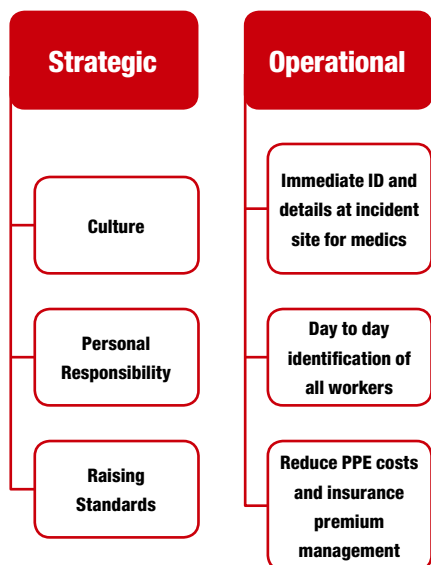 Strategic
Culture
Personal
Responsibility
Raising
Standards
Operational
Immediate ID and
details at incident
site for medics
Day to day
identification of
all workers
Reduce PPE costs
and insurance
premium
management